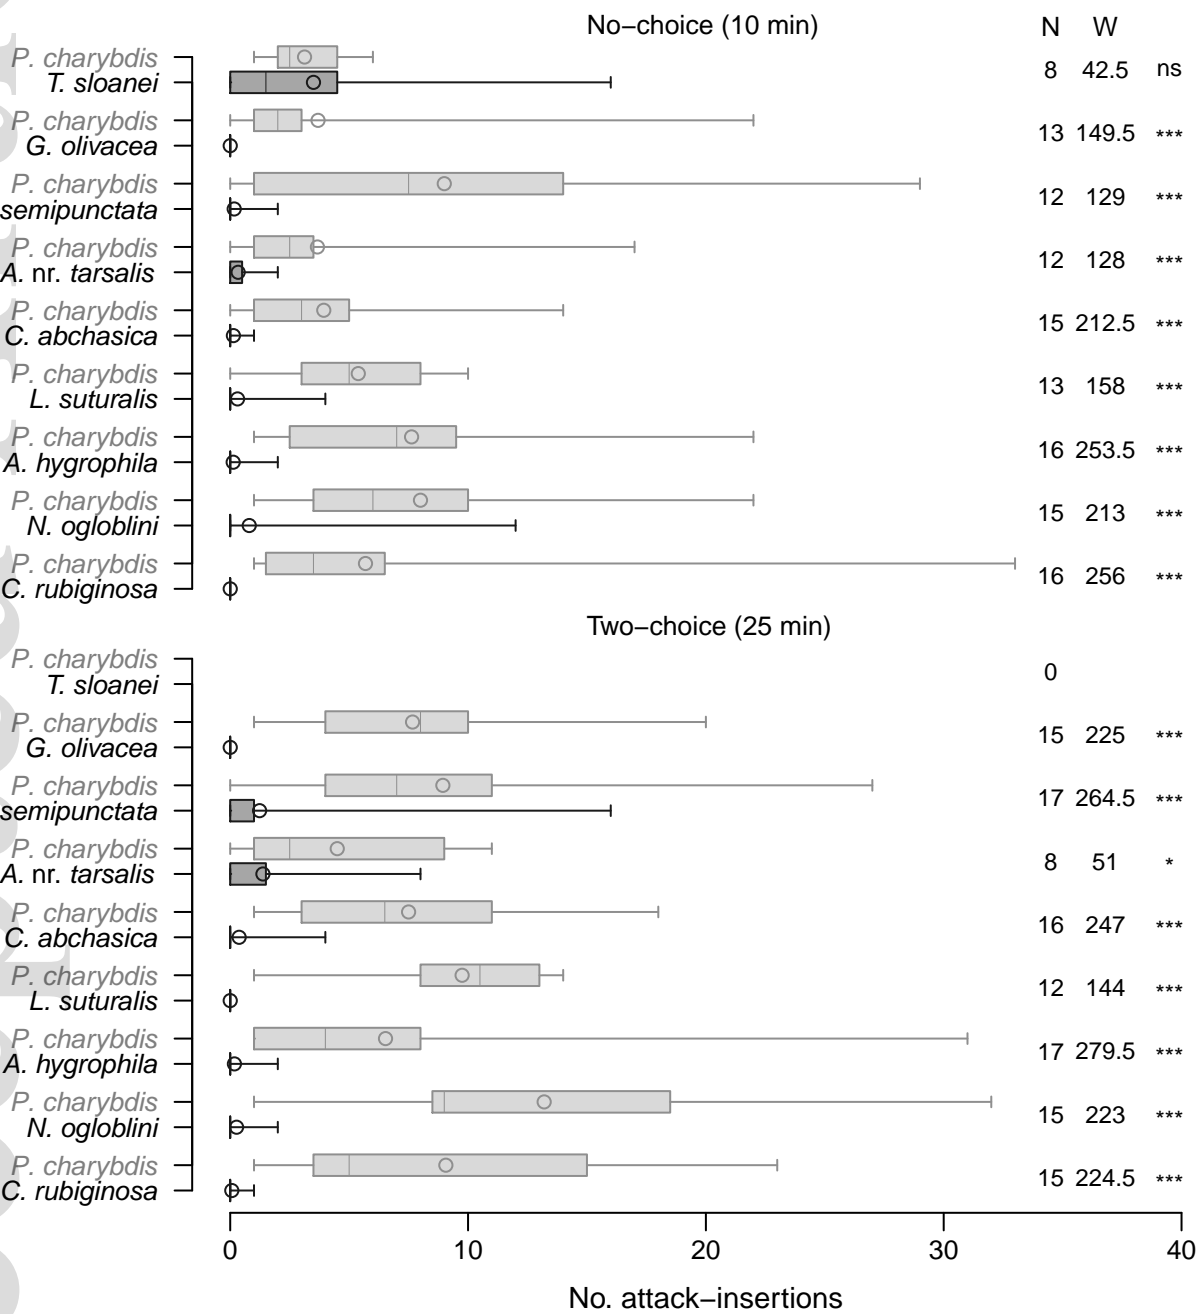 No−choice (10 min) N W
P. charybdis
T. sloanei 8 42.5 ns
P. charybdis
G. olivacea 13 149.5 ***
P. charybdis
semipunctata 12 129 ***
P. charybdis
A. nr. tarsalis 12 128 ***
P. charybdis
C. abchasica 15 212.5 ***
P. charybdis
L. suturalis 13 158 ***
P. charybdis
A. hygrophila 16 253.5 ***
P. charybdis
N. ogloblini 15 213 ***
P. charybdis
C. rubiginosa 16 256 ***
Two−choice (25 min)
P. charybdis
T. sloanei 0
P. charybdis
G. olivacea 15 225 ***
P. charybdis
semipunctata 17 264.5 ***
P. charybdis
A. nr. tarsalis 8 51 *
P. charybdis
C. abchasica 16 247 ***
P. charybdis
L. suturalis 12 144 ***
P. charybdis
A. hygrophila 17 279.5 ***
P. charybdis
N. ogloblini 15 223 ***
P. charybdis
C. rubiginosa 15 224.5 ***
0 10 20 30 40
No. attack−insertions